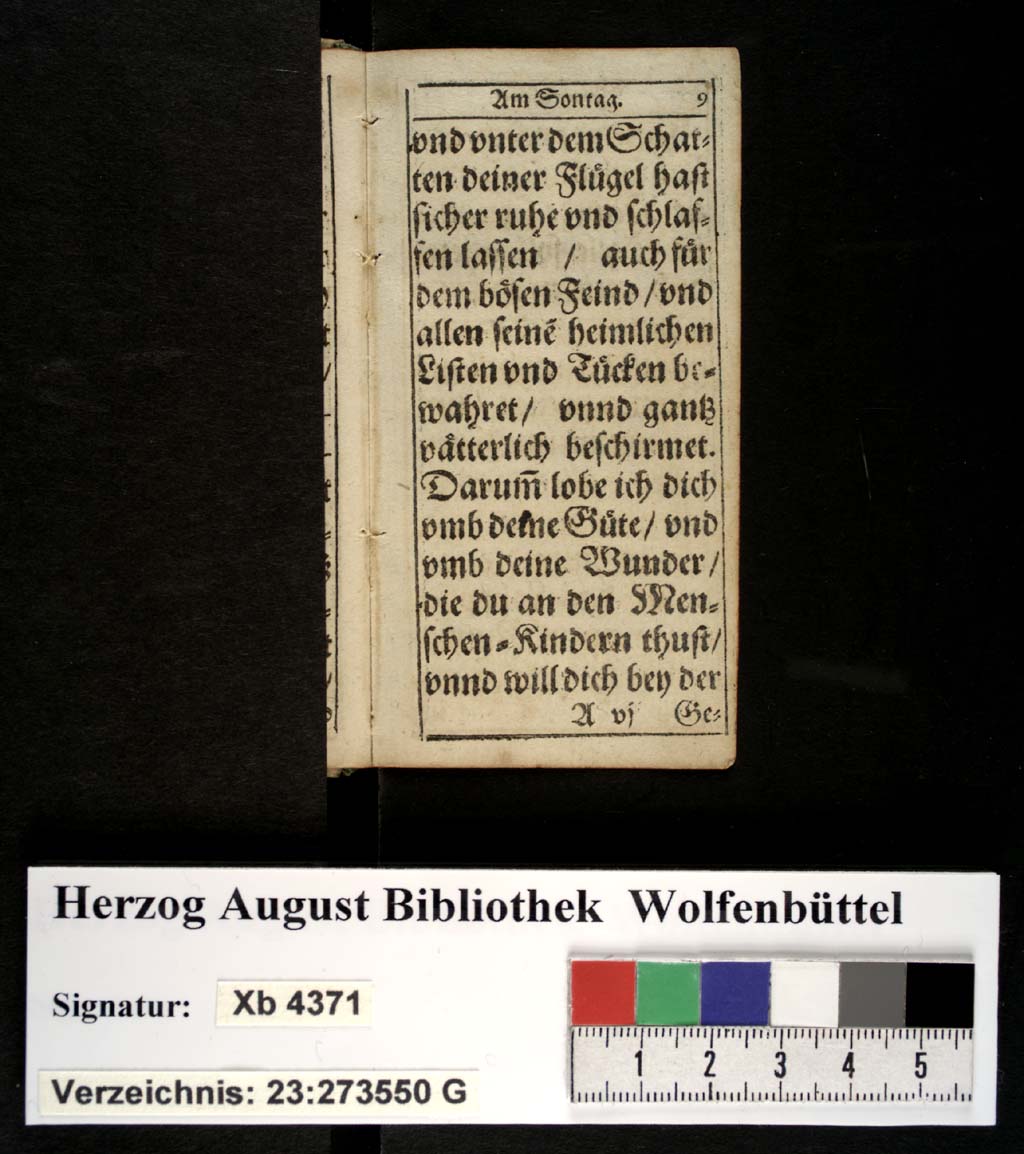 Am Sontag. 9
vnd vnter dem Schat⸗
ten deiner Flügel hast
sicher ruhe vnd schlaf⸗
fen lassen / auch für
dem bösen Feind / vnd
allen seinẽ heimlichen
Listen vnd Tücken be⸗
wahret / vnnd gantz
vätterlich beschirmet.
Darum̃ lobe ich dich
vmb deine Güte / vnd
vmb deine Wunder /
die du an den Men⸗
schen⸗Kindern thust /
vnnd will dich bey der
A vj Ge⸗
Herzog August Bibliothek Wolfenbüttel
Signatur: Xb 4371
Verzeichnis: 23:273550 G
1 2 3 4 5